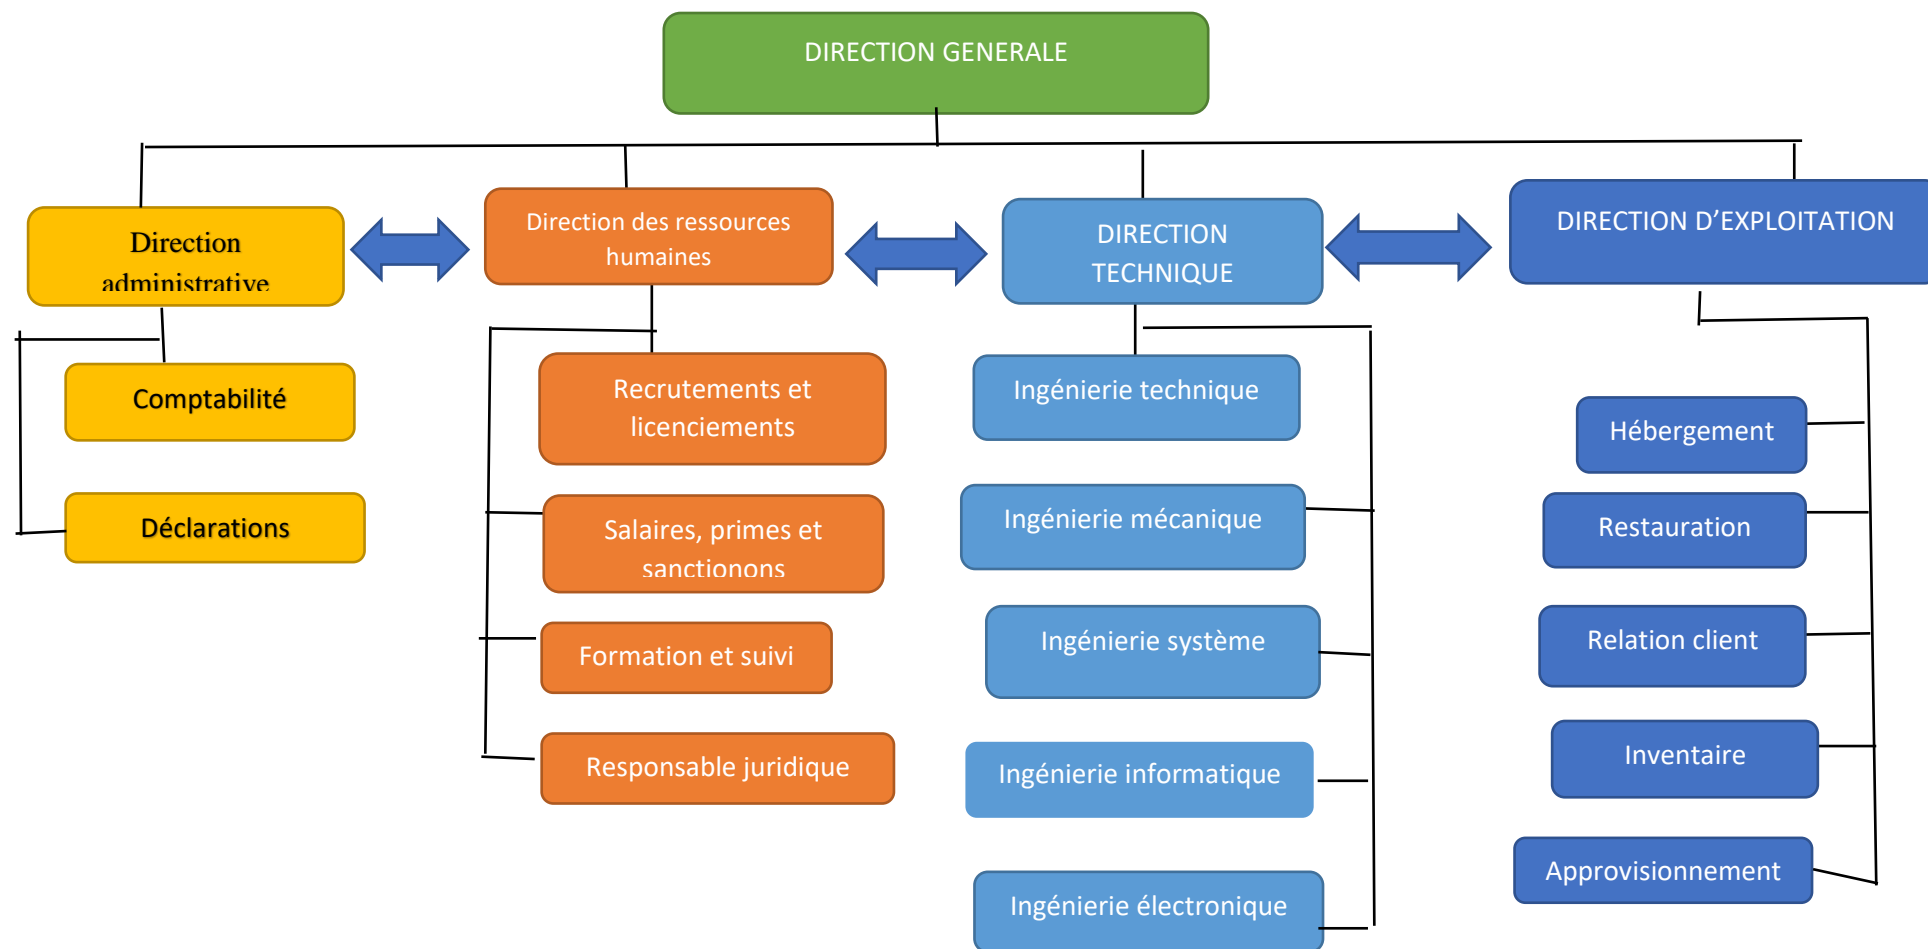 DIRECTION GENERALE
Direction
administrative
Direction des ressources
humaines
DIRECTION
TECHNIQUE
DIRECTION D’EXPLOITATION
Comptabilité
Déclarations
Recrutements et
licenciements
Salaires, primes et
sanctionons
Formation et suivi
Responsable juridique
Ingénierie technique
Ingénierie mécanique
Ingénierie système
Ingénierie informatique
Ingénierie électronique
Hébergement
Restauration
Relation client
Inventaire
Approvisionnement